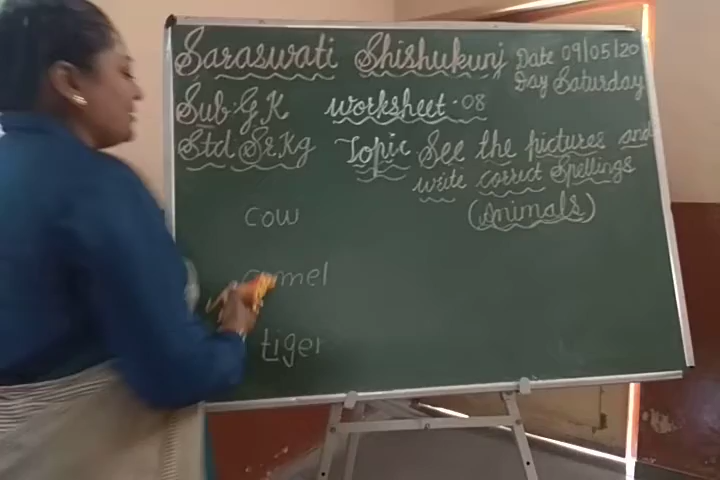 Saraswati Shishukunj Date 09/05/20
Day Saturday
Sub-G.K worksheet-08
Std Sr.Kg Topic See the pictures and
write correct Spellings
(Animals)
cow
camel
tiger